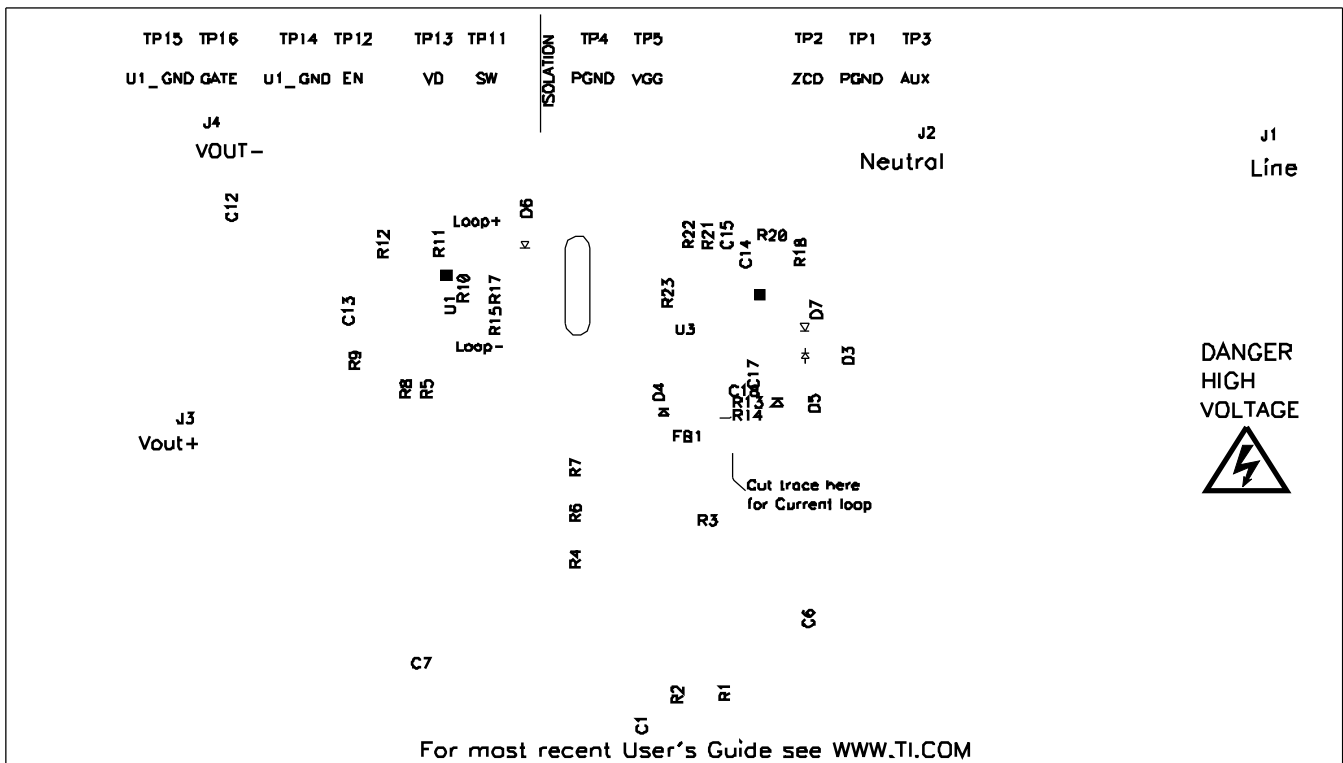 TP15 TP16 TP14 TP12 TP13 TP11 TP4 TP5 TP2 TP1 TP3
U1_GND GATE U1_GND EN VD SW ISOLATION PGND VGG ZCD PGND AUX
J4 J2 J1
VOUT- Neutral Line
C12 D6
Loop+
R12 R11 R22 R21 C15 C14 R20 R18
C13 U1 R10 R17 R23 D7
R15 U3
Loop-
R9 D3
DANGER
HIGH
VOLTAGE
R8 R5 D4 C17
R13 D5
R14
J3
Vout+
R7
Cut trace here
for Current loop
R6 R3
R4
C6
C7
R2 R1
C1
For most recent User's Guide see WWW.TI.COM